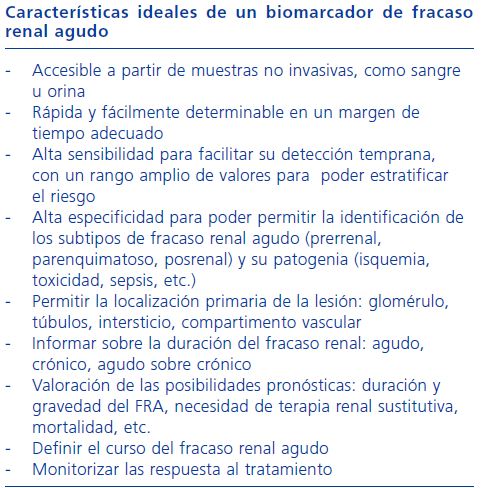 Características ideales de un biomarcador de fracaso
renal agudo
- Accesible a partir de muestras no invasivas, como sangre
u orina
- Rápida y fácilmente determinable en un margen de
tiempo adecuado
- Alta sensibilidad para facilitar su detección temprana,
con un rango amplio de valores para poder estratificar
el riesgo
- Alta especificidad para poder permitir la identificación de
los subtipos de fracaso renal agudo (prerrenal,
parenquimatoso, posrenal) y su patogenia (isquemia,
toxicidad, sepsis, etc.)
- Permitir la localización primaria de la lesión: glomérulo,
túbulos, intersticio, compartimento vascular
- Informar sobre la duración del fracaso renal: agudo,
crónico, agudo sobre crónico
- Valoración de las posibilidades pronósticas: duración y
gravedad del FRA, necesidad de terapia renal sustitutiva,
mortalidad, etc.
- Definir el curso del fracaso renal agudo
- Monitorizar las respuesta al tratamiento